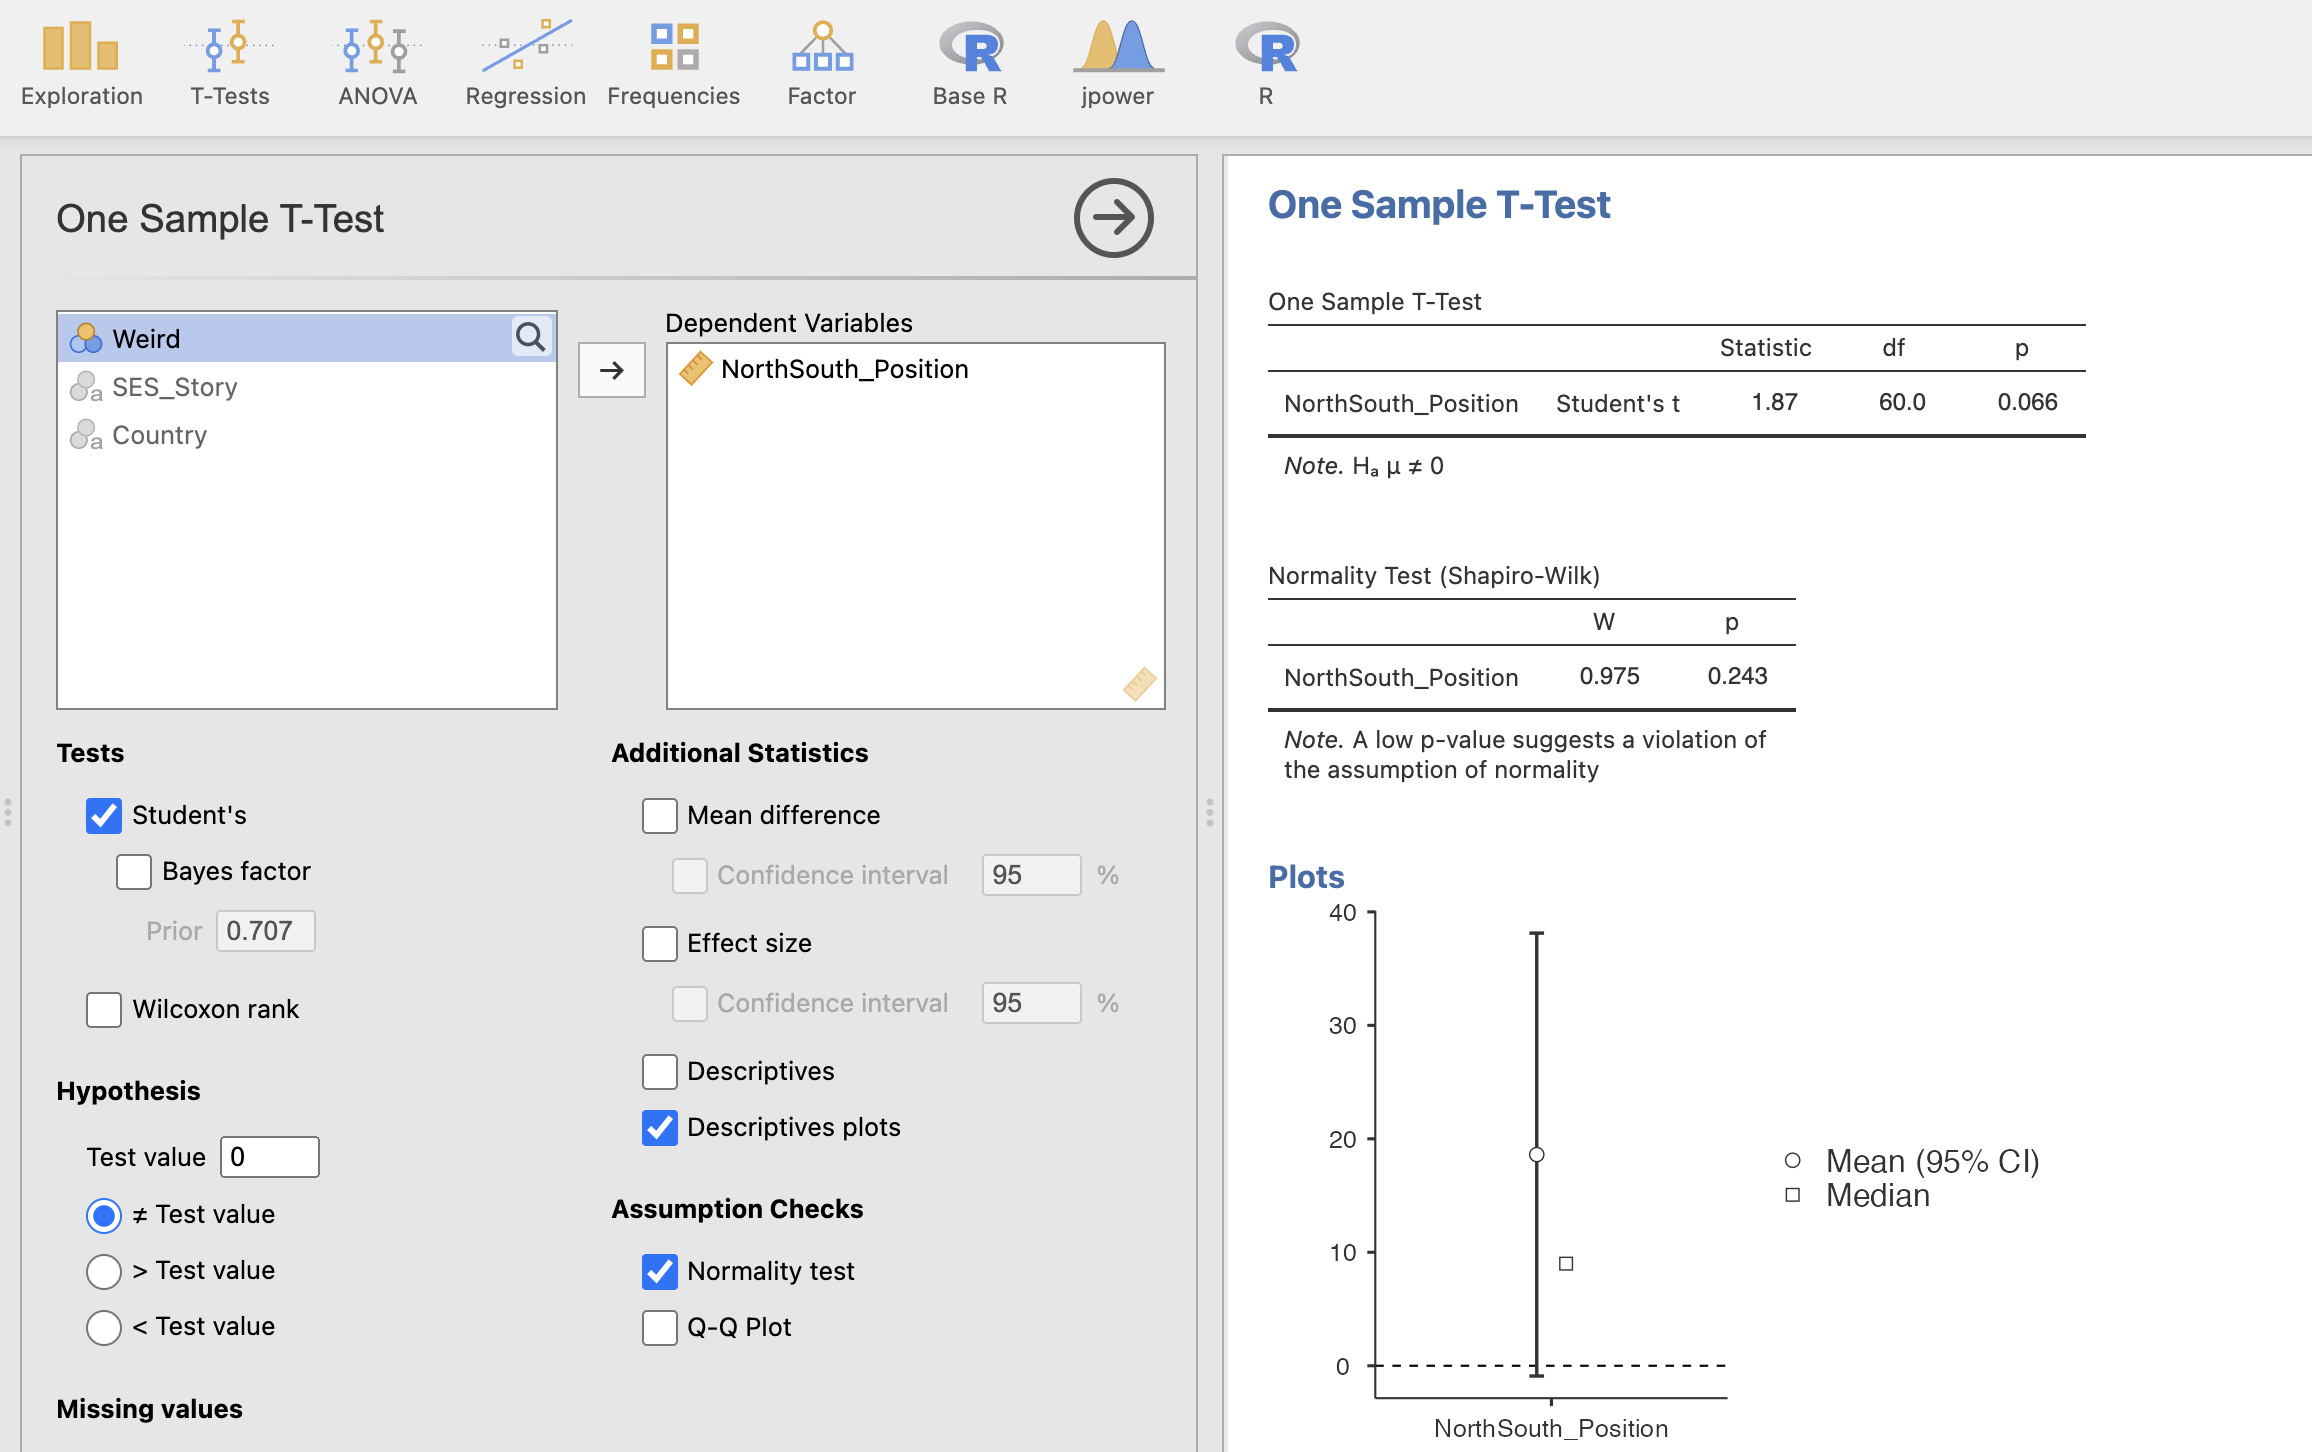 Exploration T-Tests ANOVA Regression Frequencies Factor Base R jpower R
One Sample T-Test
Weird
SES_Story
a Country
Dependent Variables
NorthSouth_Position
Tests
Student's
Bayes factor
Prior 0.707
Wilcoxon rank
Hypothesis
Test value 0
≠ Test value
> Test value
< Test value
Missing values
Additional Statistics
Mean difference
Confidence interval 95 %
Effect size
Confidence interval 95 %
Descriptives
Descriptives plots
Assumption Checks
Normality test
Q-Q Plot
One Sample T-Test
One Sample T-Test
Statistic df p
NorthSouth_Position Student's t 1.87 60.0 0.066
Note. Hₐ μ ≠ 0
Normality Test (Shapiro-Wilk)
W p
NorthSouth_Position 0.975 0.243
Note. A low p-value suggests a violation of
the assumption of normality
Plots
40
30
20
10
0
NorthSouth_Position
Mean (95% CI)
Median